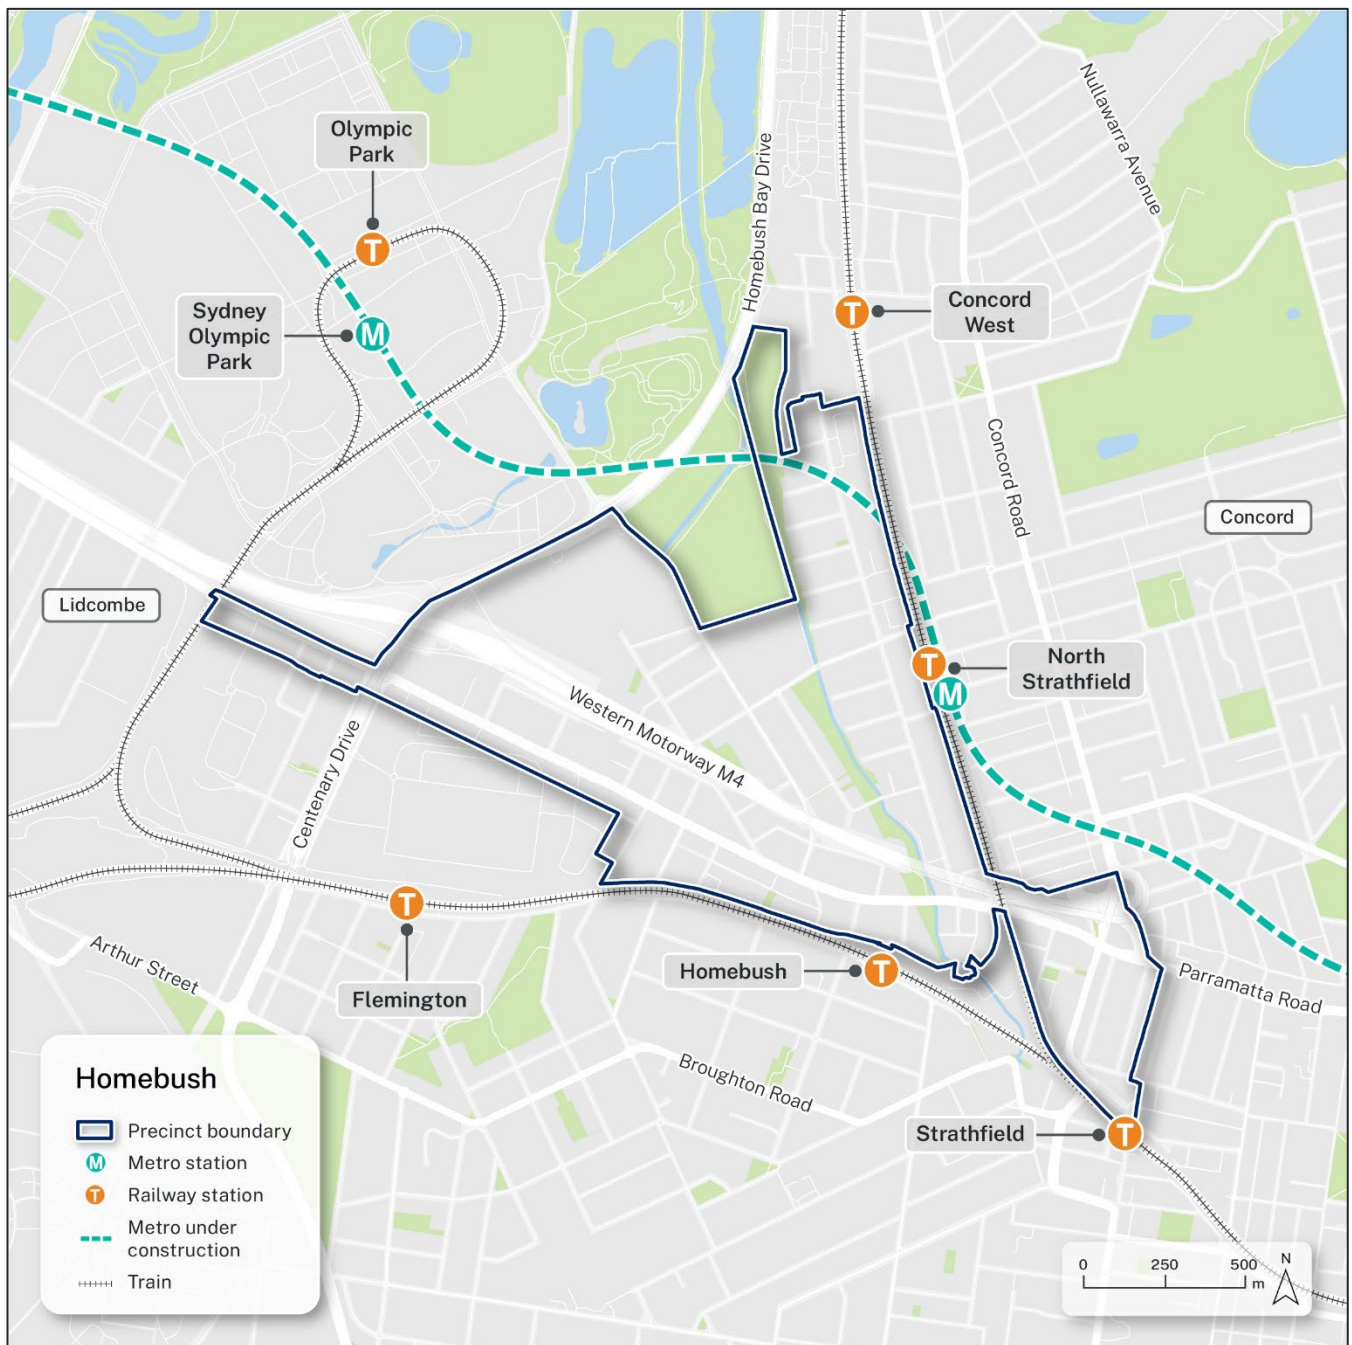 Olympic
Park
T
Sydney
Olympic
Park
M
Homebush Bay Drive
Nullawarra Avenue
T
Concord
West
Concord Road
Concord
Lidcombe
T
North
Strathfield
M
Western Motorway M4
Centenary Drive
T
Flemington
Arthur Street
Homebush
T
Parramatta Road
Broughton Road
Strathfield
T
Homebush
Precinct boundary
M
Metro station
T
Railway station
Metro under
construction
Train
0 250 500 m
N